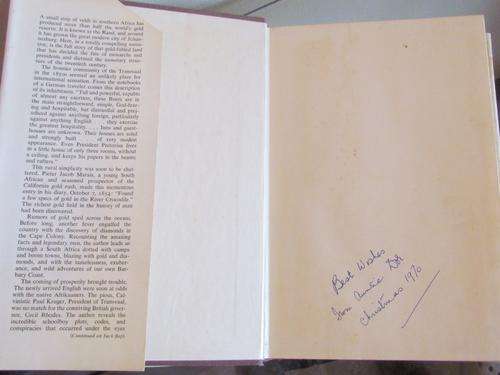 A small strip of veldt in southern Africa has
produced more than half the world's gold
reserve. It is known as the Rand, and around
it has grown the great modern city of Johan-
nesburg. Here, in a totally compelling narra-
tion, is the full story of that gold-fabled land
that has decided the fate of monarchs and
presidents and dictated the monetary struc-
ture of the twentieth century.
The frontier community of the Transvaal
in the 1850s seemed an unlikely place for
international sensation. From the notebooks
of a German traveler comes this description
of its inhabitants. "Tall and powerful, capable
of almost any exertion, these Boers are in
the main straightforward, simple, God-fear-
ing and hospitable, but distrustful and prej-
udiced against anything foreign, particularly
against anything English . . . they exercise
the greatest hospitality. . . . Inns and guest-
houses are unknown. Their homes are solid
and strongly built . . . of very modest
appearance. Even President Pretorius lives
in a little house of only three rooms, without
a ceiling, and keeps his papers in the beams
and rafters."
This rural simplicity was soon to be shat-
tered. Pieter Jacob Marais, a young South
African and seasoned prospector of the
California gold rush, made this momentous
entry in his diary, October 7, 1854: "Found
a few specs of gold in the River Crocodile."
The richest gold field in the history of man
had been discovered.
Rumors of gold sped across the oceans.
Before long, another fever engulfed the
country with the discovery of diamonds in
the Cape Colony. Recounting the amazing
facts and legendary men, the author leads us
through a South Africa dotted with camps
and boom towns, blazing with gold and dia-
monds, and with the tunelessness, exuber-
ance, and wild adventures of our own Bar-
bary Coast.
The coming of prosperity brought trouble.
The newly arrived English were soon at odds
with the native Afrikaaners. The pious, Cal-
vinistic Paul Kruger, President of Transvaal,
was no match for the conniving British gover-
nor, Cecil Rhodes. The author reveals the
incredible schoolboy plots, codes, and
conspiracies that occurred under the eyes
(Continued on back flap)
Best Wishes
from Auntie Dot
Christmas 1970